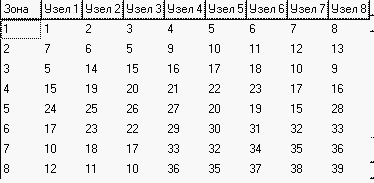 Зона Узел 1 Узел 2 Узел 3 Узел 4 Узел 5 Узел 6 Узел 7 Узел 8
1 1 2 3 4 5 6 7 8
2 7 6 5 9 10 11 12 13
3 5 14 15 16 17 18 10 9
4 15 19 20 21 22 23 17 16
5 24 25 26 27 20 19 15 28
6 17 23 22 29 30 31 32 33
7 10 18 17 33 32 34 35 36
8 12 11 10 36 35 37 38 39